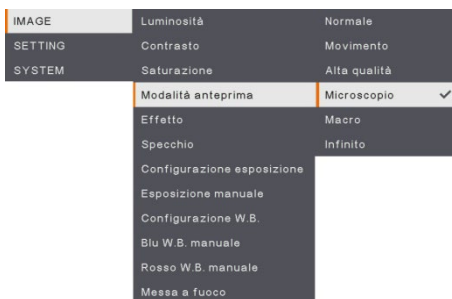 IMAGE
SETTING
SYSTEM
Luminosità
Contrasto
Saturazione
Modalità anteprima
Effetto
Specchio
Configurazione esposizione
Esposizione manuale
Configurazione W.B.
Blu W.B. manuale
Rosso W.B. manuale
Messa a fuoco
Normale
Movimento
Alta qualità
Microscopio
Macro
Infinito